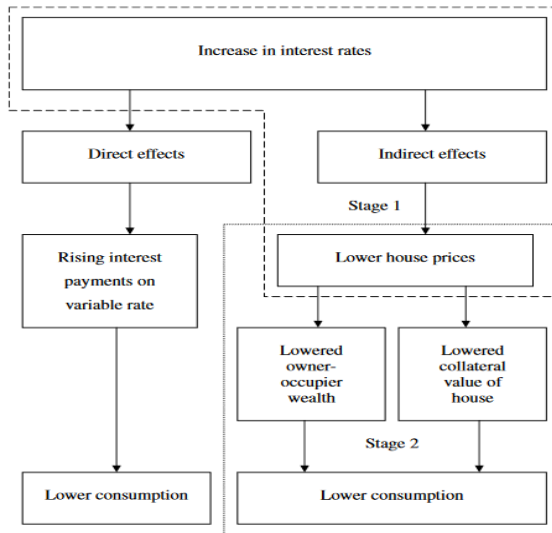 Increase in interest rates
Direct effects
Indirect effects
Stage 1
Rising interest
payments on
variable rate
Lower house prices
Lowered
owner-
occupier
wealth
Lowered
collateral
value of
house
Stage 2
Lower consumption
Lower consumption